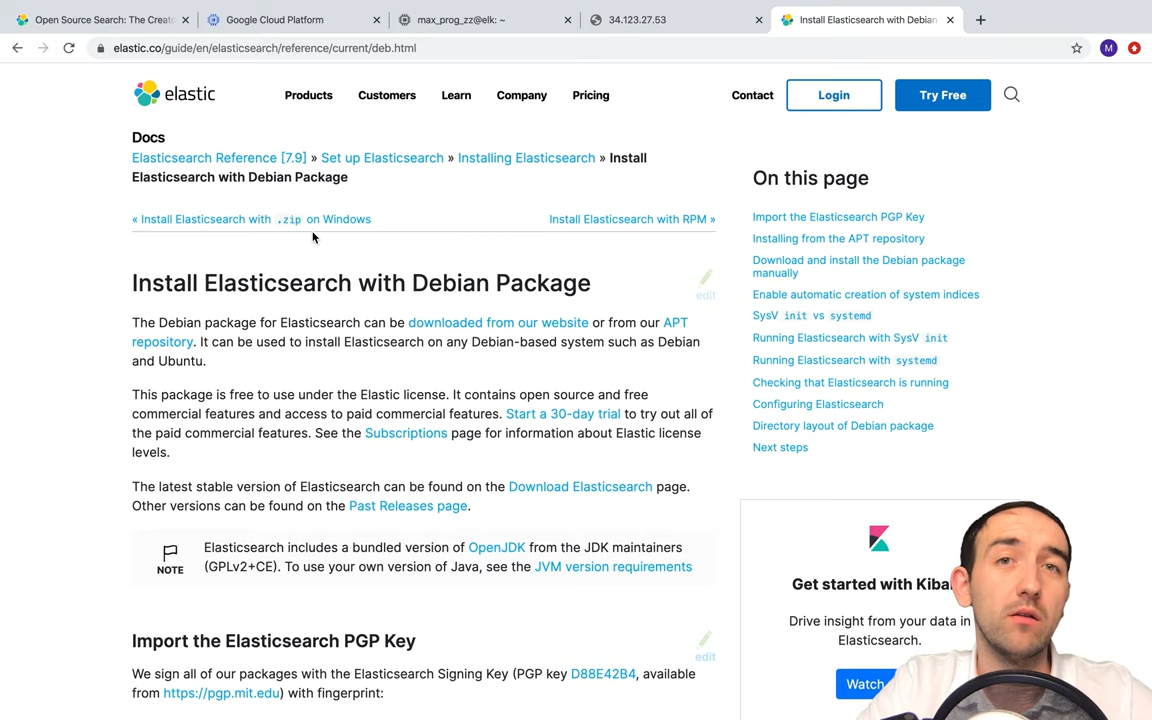 Open Source Search: The Creato
Google Cloud Platform
max_prog_zz@elk: ~
34.123.27.53
Install Elasticsearch with Debian
elastic.co/guide/en/elasticsearch/reference/current/deb.html
M
elastic
Products
Customers
Learn
Company
Pricing
Contact
Login
Try Free
Docs
Elasticsearch Reference [7.9] » Set up Elasticsearch » Installing Elasticsearch » Install
Elasticsearch with Debian Package
« Install Elasticsearch with .zip on Windows
Install Elasticsearch with RPM »
Install Elasticsearch with Debian Package
edit
The Debian package for Elasticsearch can be downloaded from our website or from our APT
repository. It can be used to install Elasticsearch on any Debian-based system such as Debian
and Ubuntu.
This package is free to use under the Elastic license. It contains open source and free
commercial features and access to paid commercial features. Start a 30-day trial to try out all of
the paid commercial features. See the Subscriptions page for information about Elastic license
levels.
The latest stable version of Elasticsearch can be found on the Download Elasticsearch page.
Other versions can be found on the Past Releases page.
NOTE
Elasticsearch includes a bundled version of OpenJDK from the JDK maintainers
(GPLv2+CE). To use your own version of Java, see the JVM version requirements
Import the Elasticsearch PGP Key
edit
We sign all of our packages with the Elasticsearch Signing Key (PGP key D88E42B4, available
from https://pgp.mit.edu) with fingerprint:
On this page
Import the Elasticsearch PGP Key
Installing from the APT repository
Download and install the Debian package
manually
Enable automatic creation of system indices
SysV init vs systemd
Running Elasticsearch with SysV init
Running Elasticsearch with systemd
Checking that Elasticsearch is running
Configuring Elasticsearch
Directory layout of Debian package
Next steps
Get started with Kiba
Drive insight from your data in
Elasticsearch.
Watch